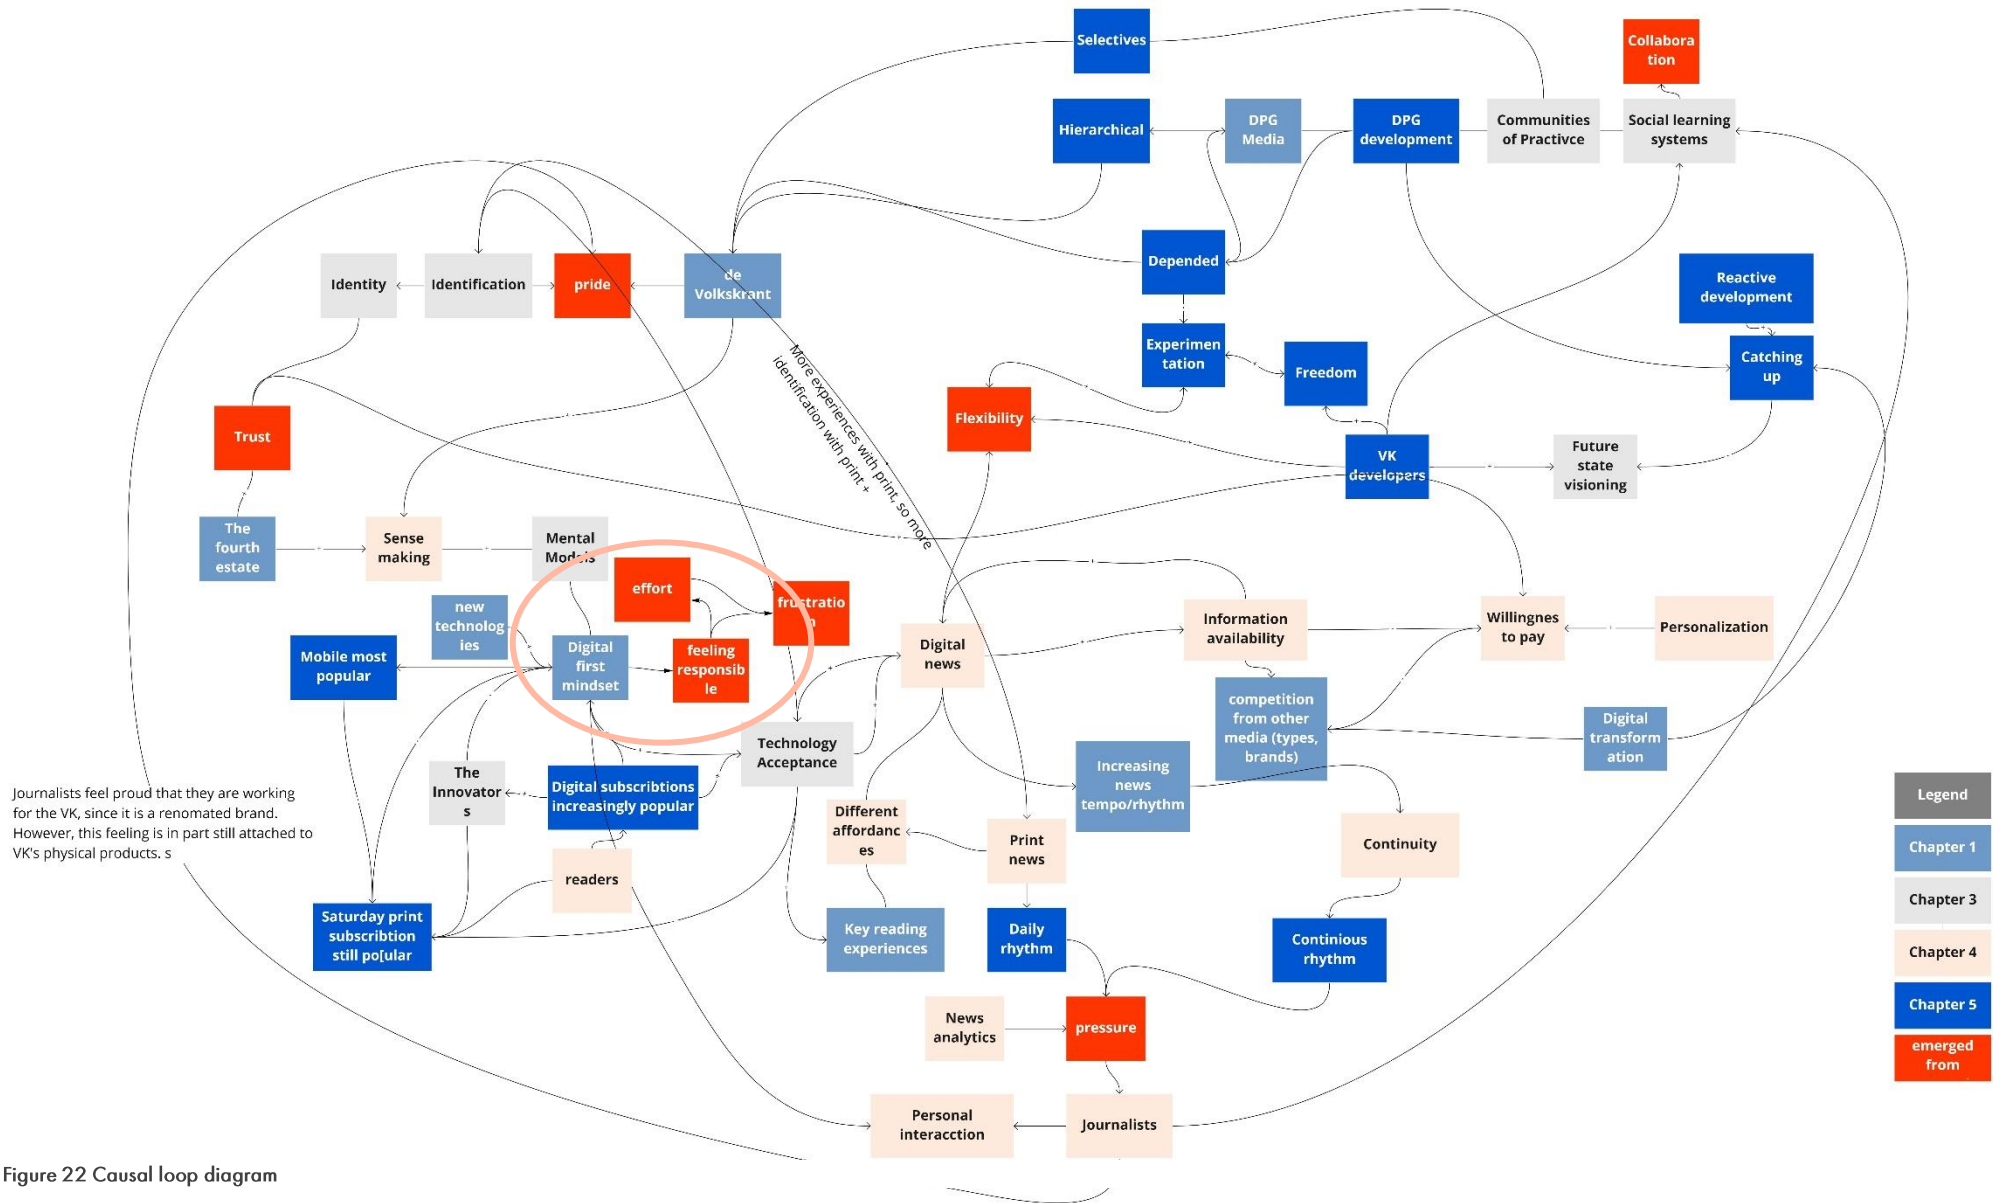 Selectives
Collabora
tion
Hierarchical
DPG
Media
DPG
development
Communities
of Practivce
Social learning
systems
Depended
Identity
Identification
pride
de
Volkskrant
Reactive
development
Experimen
tation
Freedom
Catching
up
More experiences with print, so more
identification with print +
Trust
Flexibility
VK
developers
Future
state
visioning
The
fourth
estate
Sense
making
Mental
Models
effort
frustratio
n
new
technolog
ies
Mobile most
popular
Digital
first
mindset
feeling
responsib
le
Digital
news
Information
availability
Willingnes
to pay
Personalization
competition
from other
media (types,
brands)
Digital
transform
ation
Technology
Acceptance
The
Innovator
s
Digital subscribtions
increasingly popular
Increasing
news
tempo/rhythm
Journalists feel proud that they are working
for the VK, since it is a renomated brand.
However, this feeling is in part still attached to
VK's physical products. s
Different
affordanc
es
Print
news
Continuity
readers
Saturday print
subscribtion
still po[ular
Key reading
experiences
Daily
rhythm
Continious
rhythm
News
analytics
pressure
Personal
interacction
Journalists
Legend
Chapter 1
Chapter 3
Chapter 4
Chapter 5
emerged
from
Figure 22 Causal loop diagram